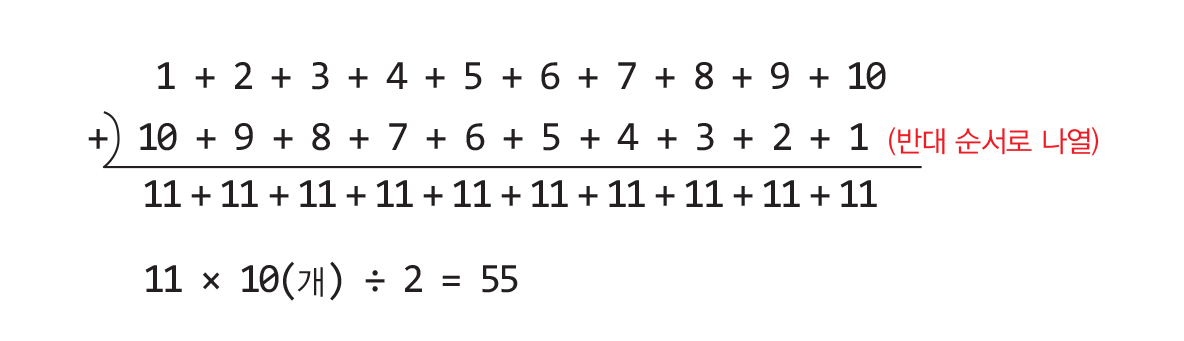 1 + 2 + 3 + 4 + 5 + 6 + 7 + 8 + 9 + 10
+) 10 + 9 + 8 + 7 + 6 + 5 + 4 + 3 + 2 + 1 (반대 순서로 나열)
11 + 11 + 11 + 11 + 11 + 11 + 11 + 11 + 11 + 11
11 × 10(개) ÷ 2 = 55